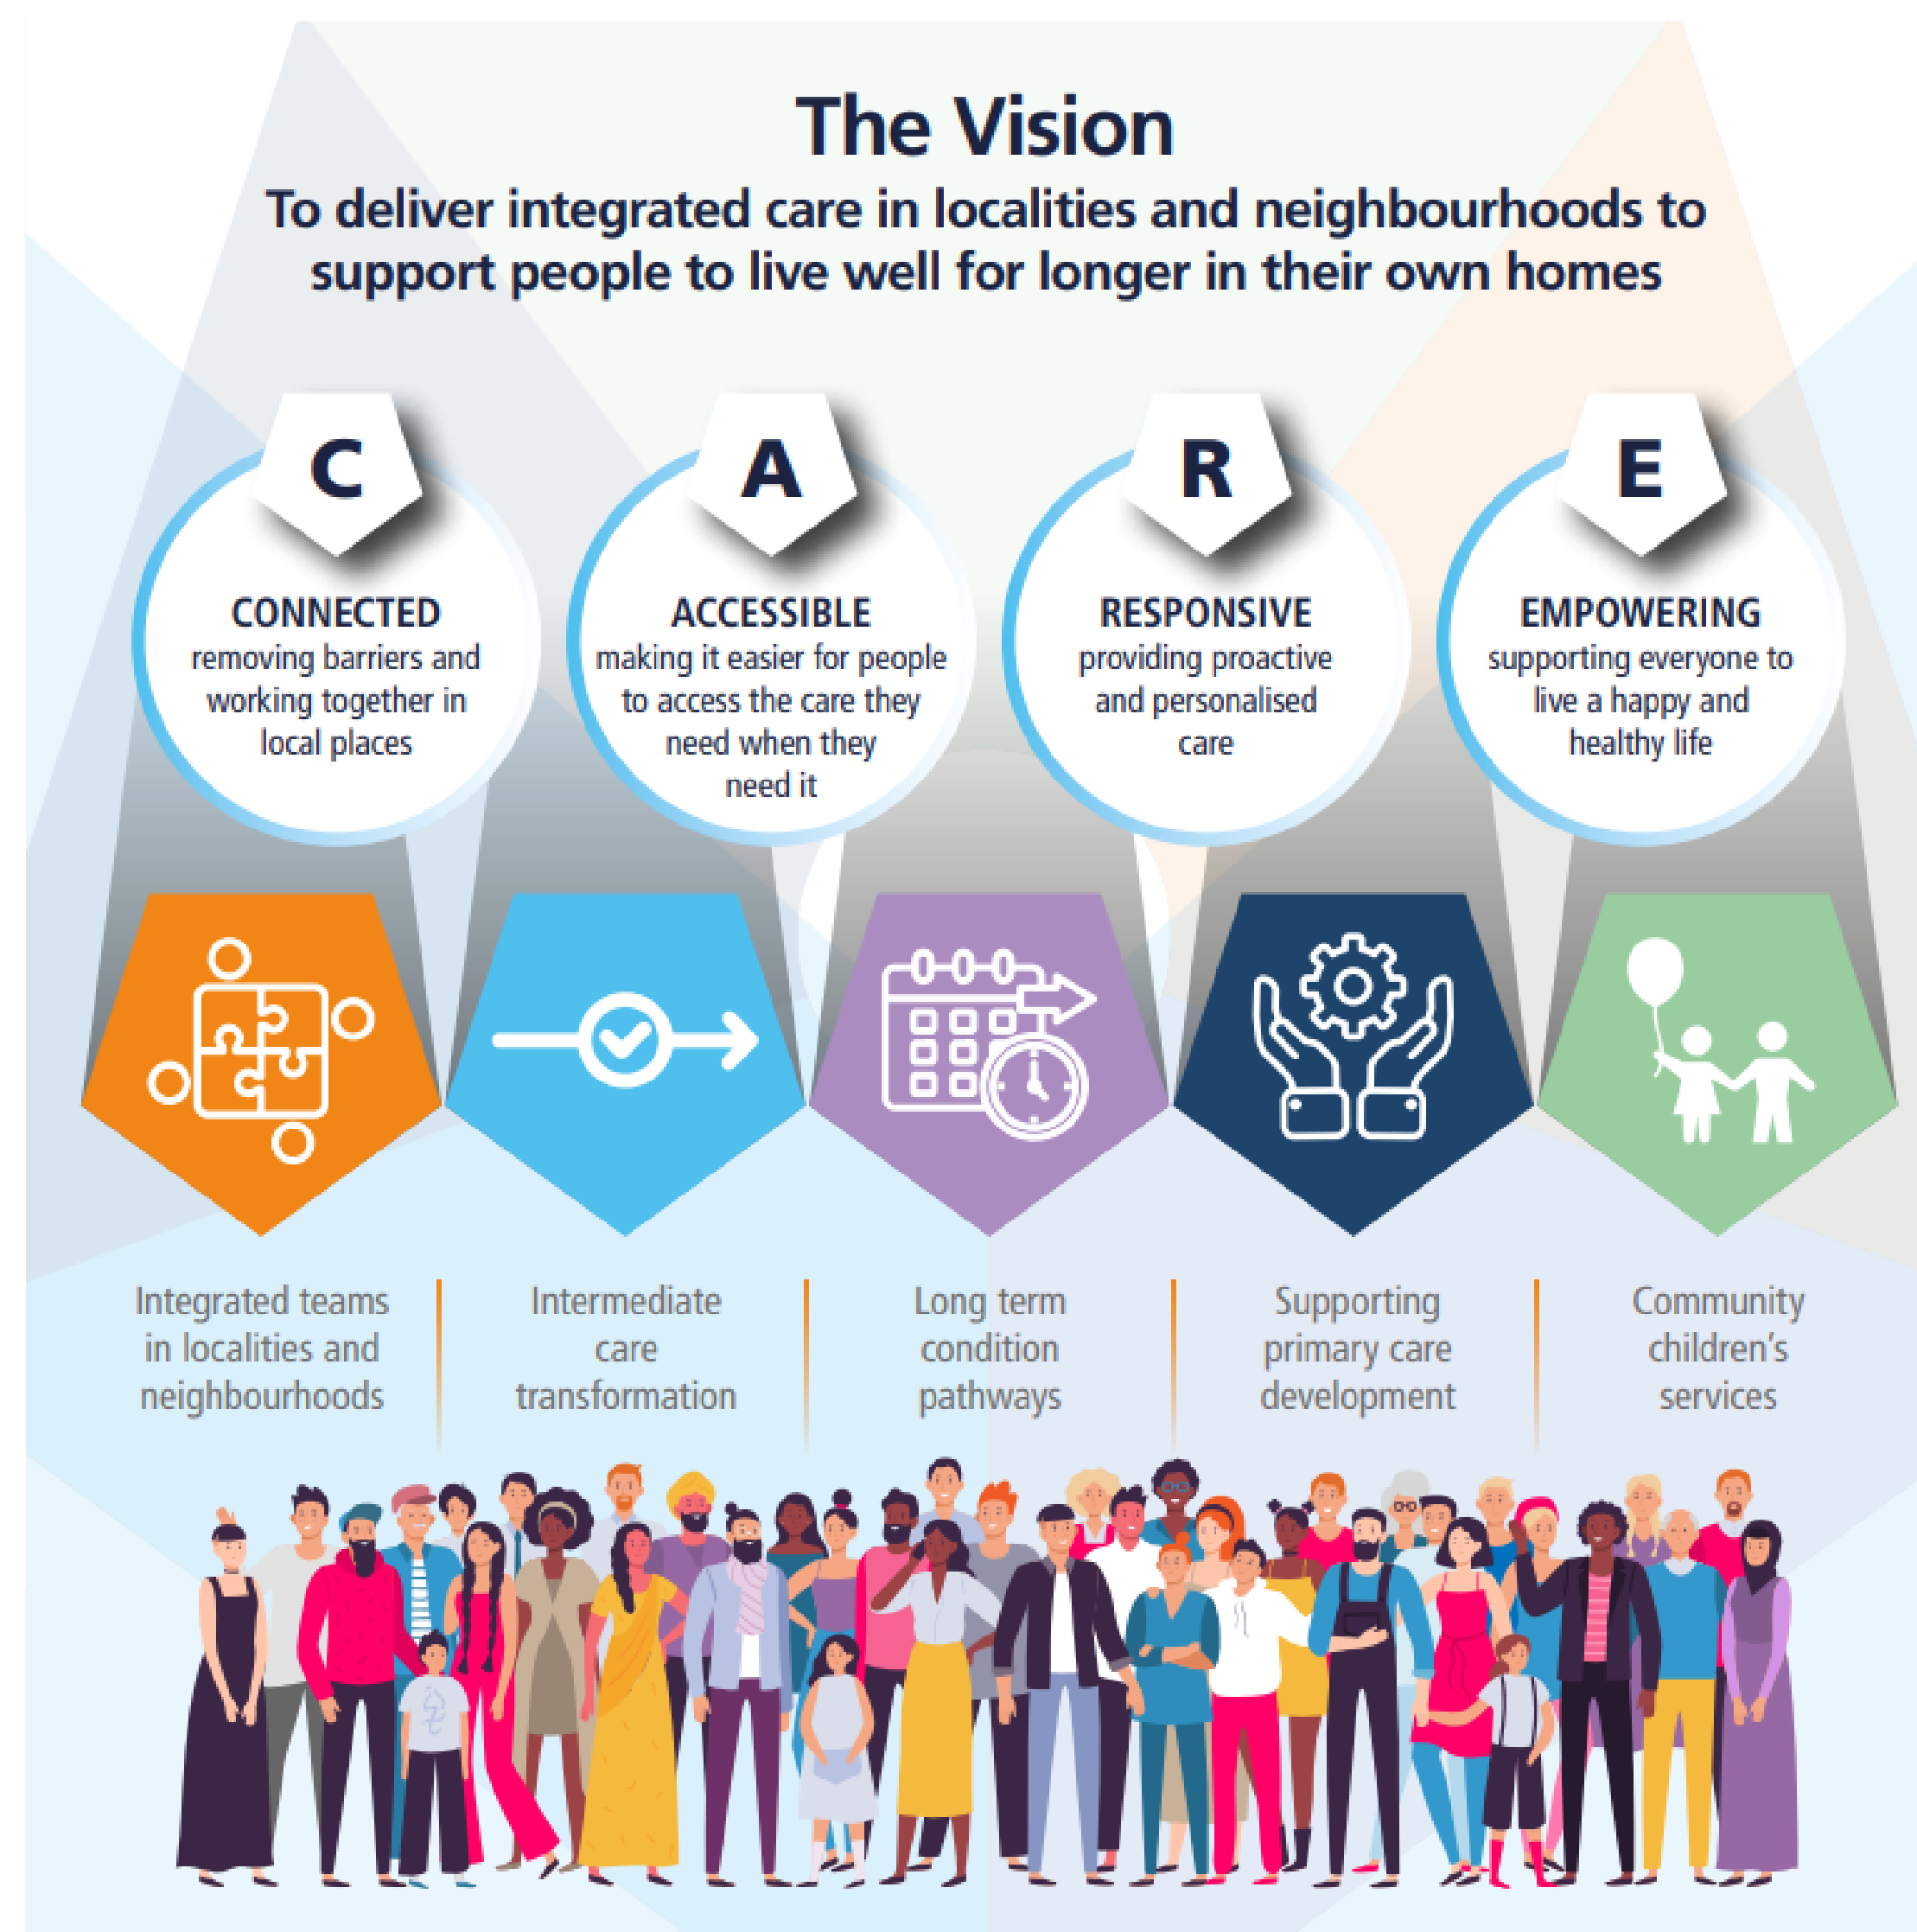 The Vision
To deliver integrated care in localities and neighbourhoods to
support people to live well for longer in their own homes
C
CONNECTED
removing barriers and
working together in
local places
A
ACCESSIBLE
making it easier for people
to access the care they
need when they
need it
R
RESPONSIVE
providing proactive
and personalised
care
E
EMPOWERING
supporting everyone to
live a happy and
healthy life
Integrated teams
in localities and
neighbourhoods
Intermediate
care
transformation
Long term
condition
pathways
Supporting
primary care
development
Community
children's
services